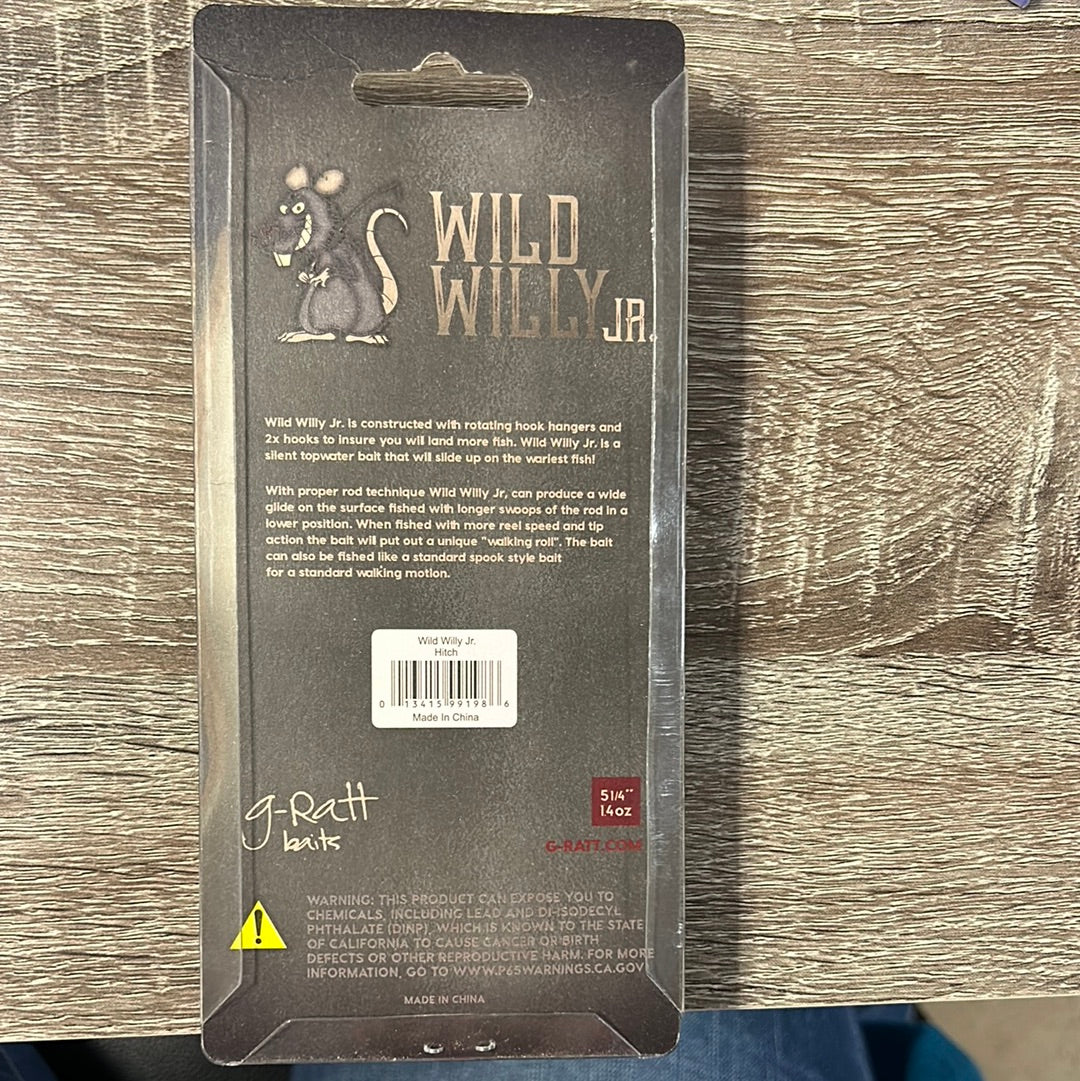 WILD
WILLY JR.
Wild Willy Jr. is constructed with rotating hook hangers and
2x hooks to insure you will land more fish. Wild Willy Jr. is a
silent topwater bait that will slide up on the wariest fish!
With proper rod technique Wild Willy Jr, can produce a wide
glide on the surface fished with longer swoops of the rod in a
lower position. When fished with more reel speed and tip
action the bait will put out a unique "walking roll". The bait
can also be fished like a standard spook style bait
for a standard walking motion.
Wild Willy Jr.
Hitch
0 13415 99198 6
Made In China
g-Ratt
baits
5 1/4""
1.4 oz
G-RATT.COM
WARNING: THIS PRODUCT CAN EXPOSE YOU TO
CHEMICALS, INCLUDING LEAD AND DI-ISODECYL
PHTHALATE (DINP), WHICH IS KNOWN TO THE STATE
OF CALIFORNIA TO CAUSE CANCER OR BIRTH
DEFECTS OR OTHER REPRODUCTIVE HARM. FOR MORE
INFORMATION, GO TO WWW.P65WARNINGS.CA.GOV
MADE IN CHINA